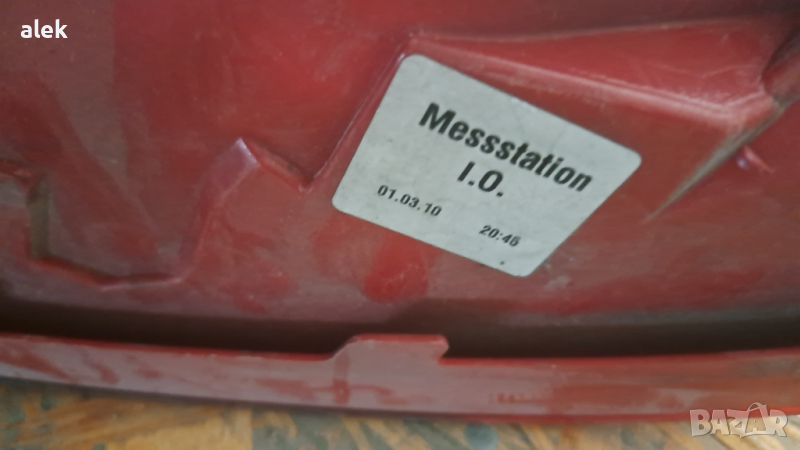 alek
Messstation
I.O.
01.03.10 20:46
BAZAR